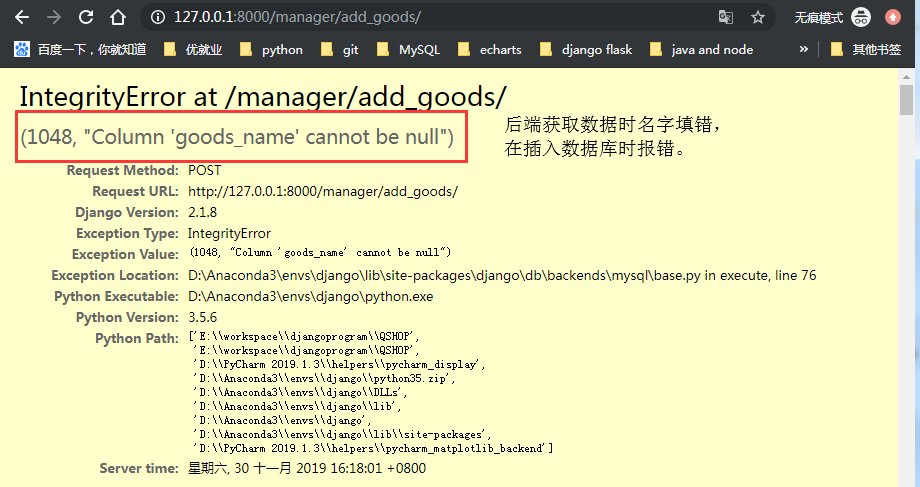 127.0.0.1:8000/manager/add_goods/
无痕模式
百度一下，你就知道
优就业
python
git
MySQL
echarts
django flask
java and node
»
其他书签
IntegrityError at /manager/add_goods/
(1048, "Column 'goods_name' cannot be null")
后端获取数据时名字填错，
在插入数据库时报错。
Request Method: POST
Request URL: http://127.0.0.1:8000/manager/add_goods/
Django Version: 2.1.8
Exception Type: IntegrityError
Exception Value: (1048, "Column 'goods_name' cannot be null")
Exception Location: D:\Anaconda3\envs\django\lib\site-packages\django\db\backends\mysql\base.py in execute, line 76
Python Executable: D:\Anaconda3\envs\django\python.exe
Python Version: 3.5.6
Python Path: ['E:\\workspace\\djangoprogram\\QSHOP',
'E:\\workspace\\djangoprogram\\QSHOP',
'D:\\PyCharm 2019.1.3\\helpers\\pycharm_display',
'D:\\Anaconda3\\envs\\django\\python35.zip',
'D:\\Anaconda3\\envs\\django\\DLLs',
'D:\\Anaconda3\\envs\\django\\lib',
'D:\\Anaconda3\\envs\\django',
'D:\\Anaconda3\\envs\\django\\lib\\site-packages',
'D:\\PyCharm 2019.1.3\\helpers\\pycharm_matplotlib_backend']
Server time: 星期六, 30 十一月 2019 16:18:01 +0800